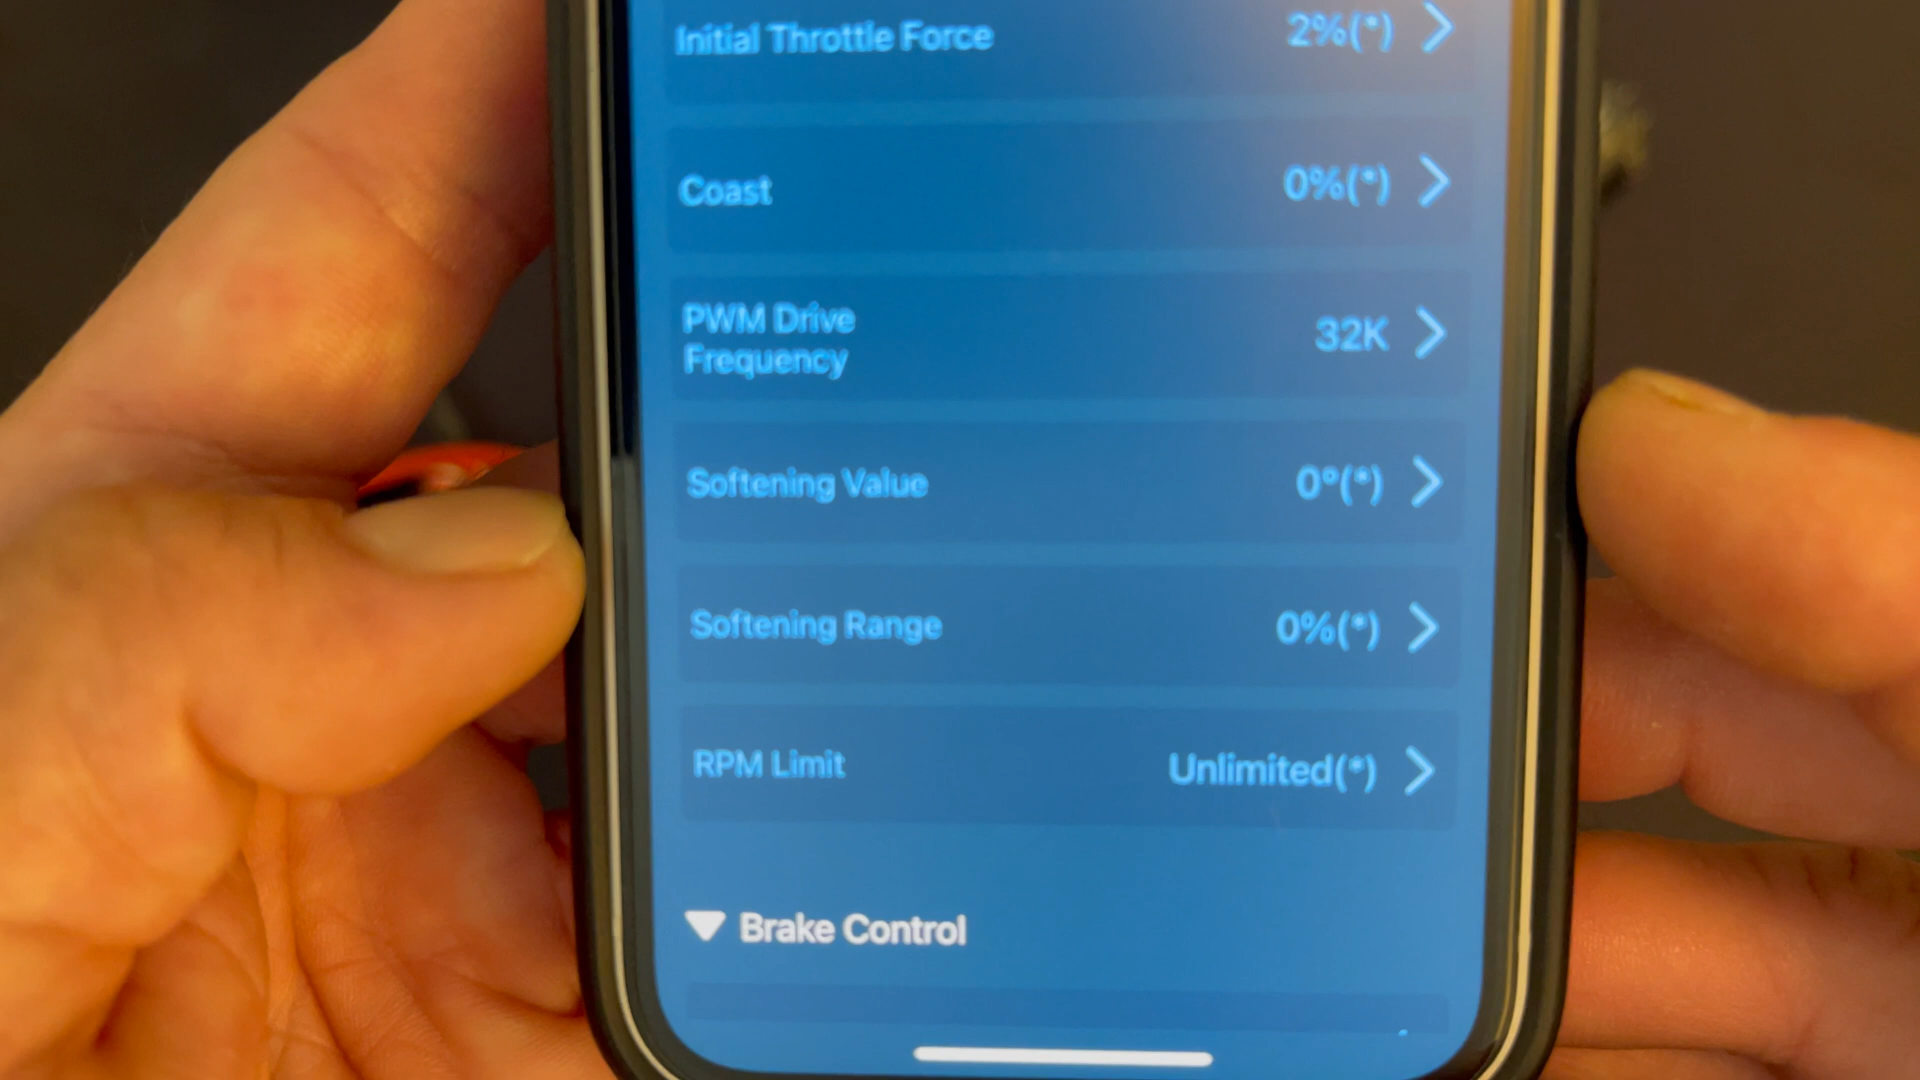 Initial Throttle Force 2%(*)
Coast 0%(*)
PWM Drive
Frequency 32K
Softening Value 0°(*)
Softening Range 0%(*)
RPM Limit Unlimited(*)
Brake Control